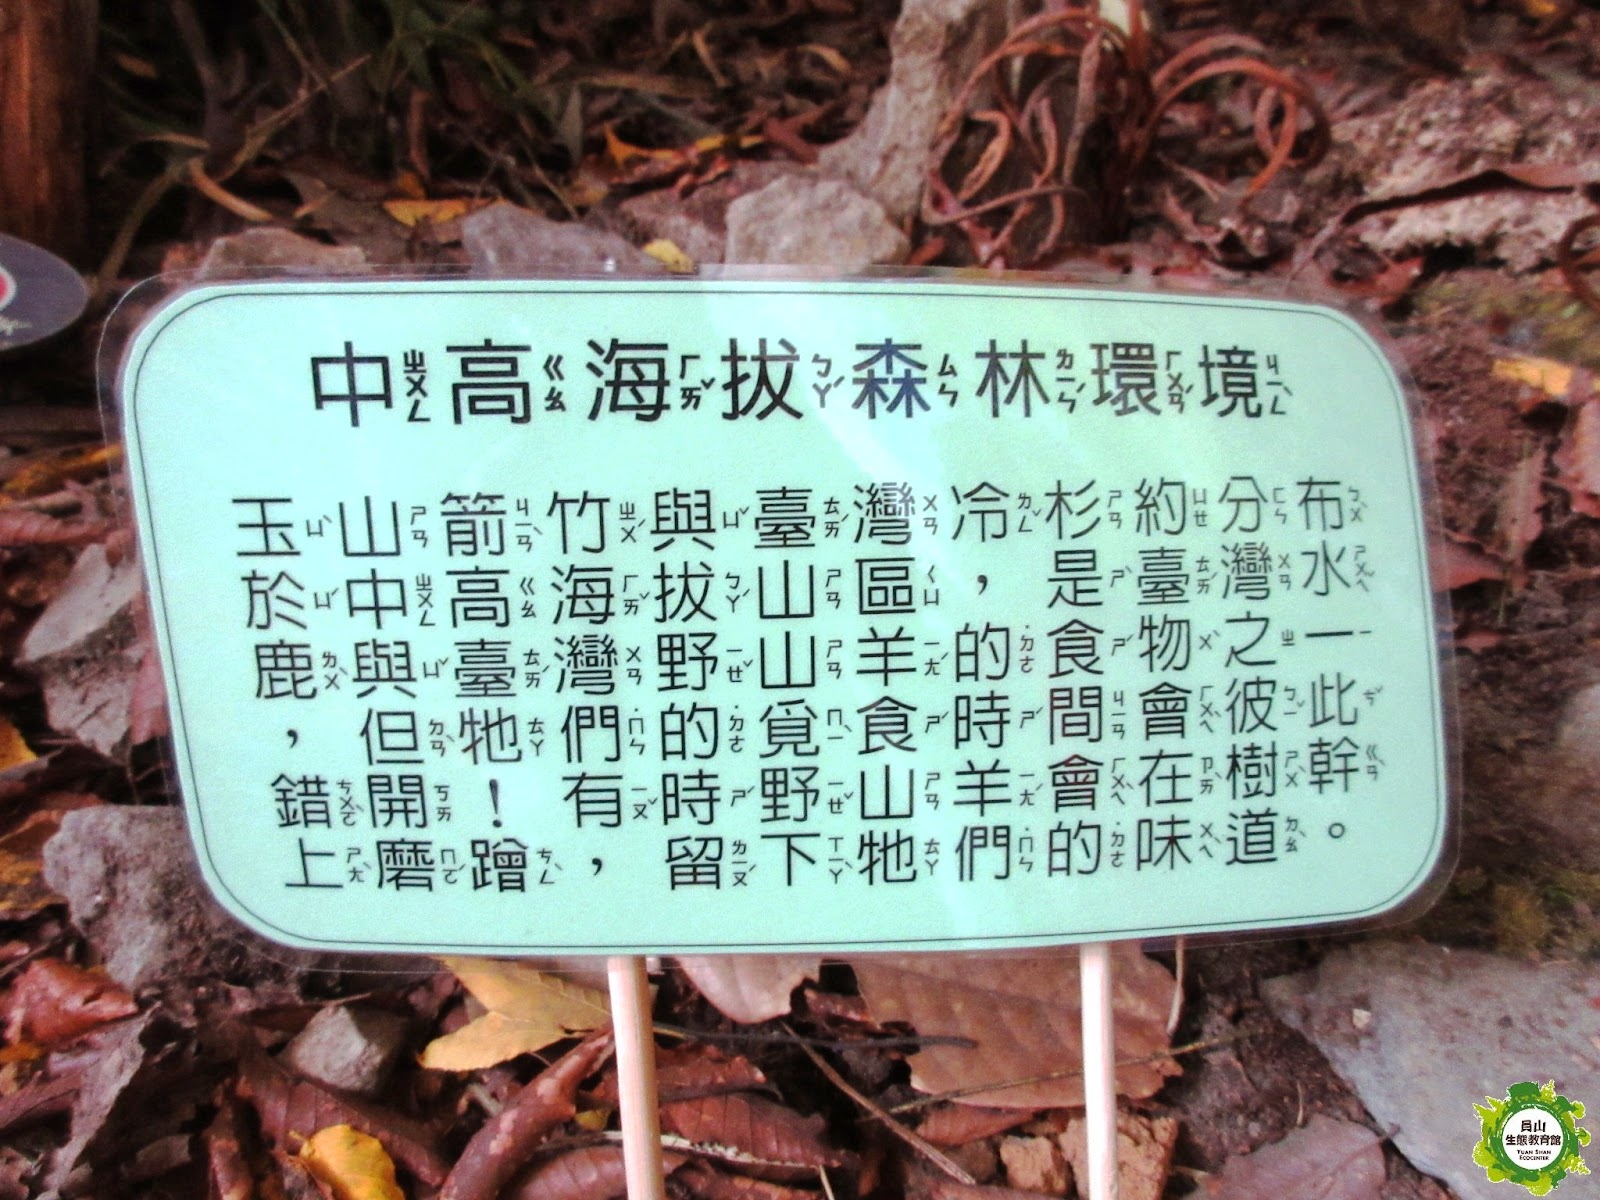 中高海拔森林環境
玉山箭竹與臺灣冷杉約分布
於中高海拔山區，是臺灣水
鹿與臺灣野山羊的食物之一
，但牠們的覓食時間會彼此
錯開！有時野山羊會在樹幹
上磨蹭，留下牠們的味道。
員山
生態教育館
YUAN SHAN
ECOCENTER